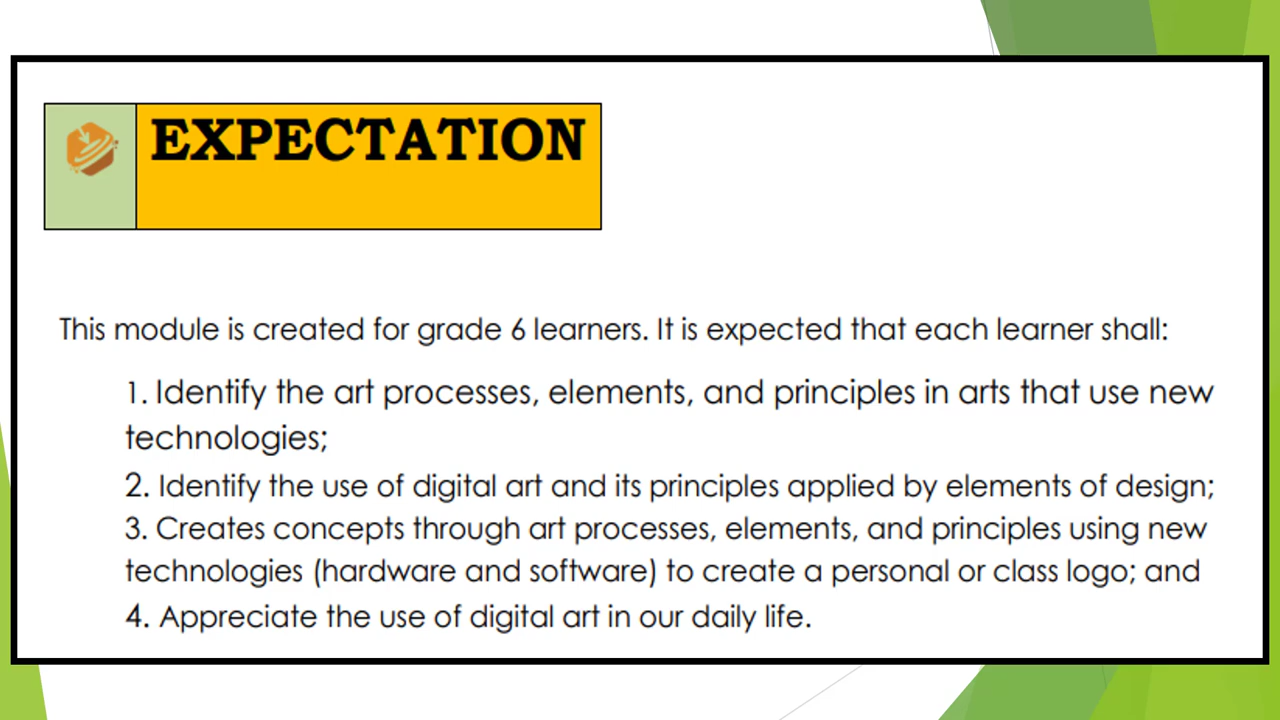 EXPECTATION
This module is created for grade 6 learners. It is expected that each learner shall:
1. Identify the art processes, elements, and principles in arts that use new
technologies;
2. Identify the use of digital art and its principles applied by elements of design;
3. Creates concepts through art processes, elements, and principles using new
technologies (hardware and software) to create a personal or class logo; and
4. Appreciate the use of digital art in our daily life.